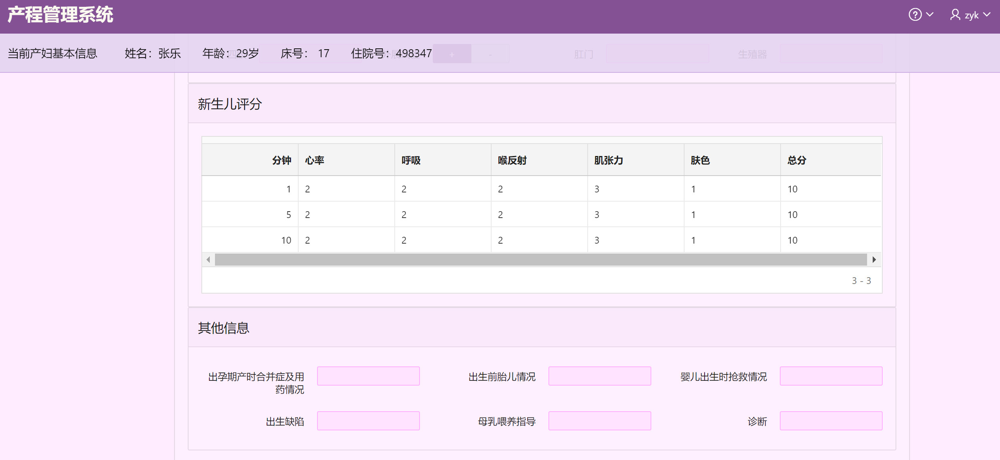 产程管理系统
zyk
当前产妇基本信息 姓名：张乐 年龄：29岁 床号： 17 住院号：498347
+ - 肛门 生殖器
新生儿评分
分钟 心率 呼吸 喉反射 肌张力 肤色 总分
1 2 2 2 3 1 10
5 2 2 2 3 1 10
10 2 2 2 3 1 10
3 - 3
其他信息
出孕期产时合并症及用
药情况
出生前胎儿情况
婴儿出生时抢救情况
出生缺陷 母乳喂养指导 诊断